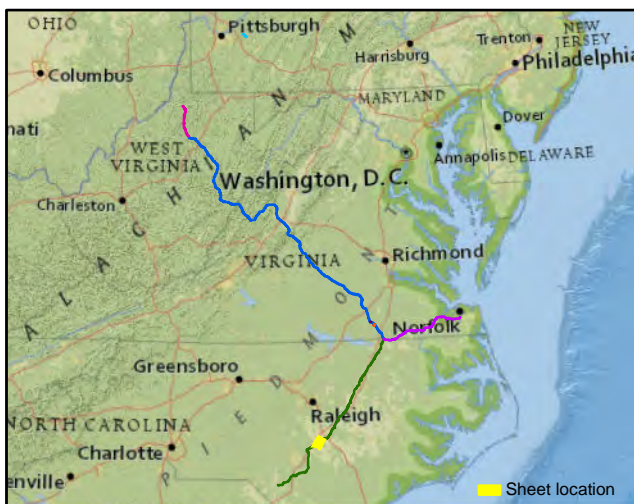 OHIO
Pittsburgh
NEW
JERSEY
Trenton
Harrisburg
Philadelphia
Columbus
MARYLAND
nati
Dover
WEST
VIRGINIA
Annapolis
DELAWARE
Washington, D.C.
Charleston
Richmond
VIRGINIA
A L A C H I A N M
O N T
Norfolk
Greensboro
P I E D M O N T
Raleigh
NORTH CAROLINA
Charlotte
enville
Sheet location